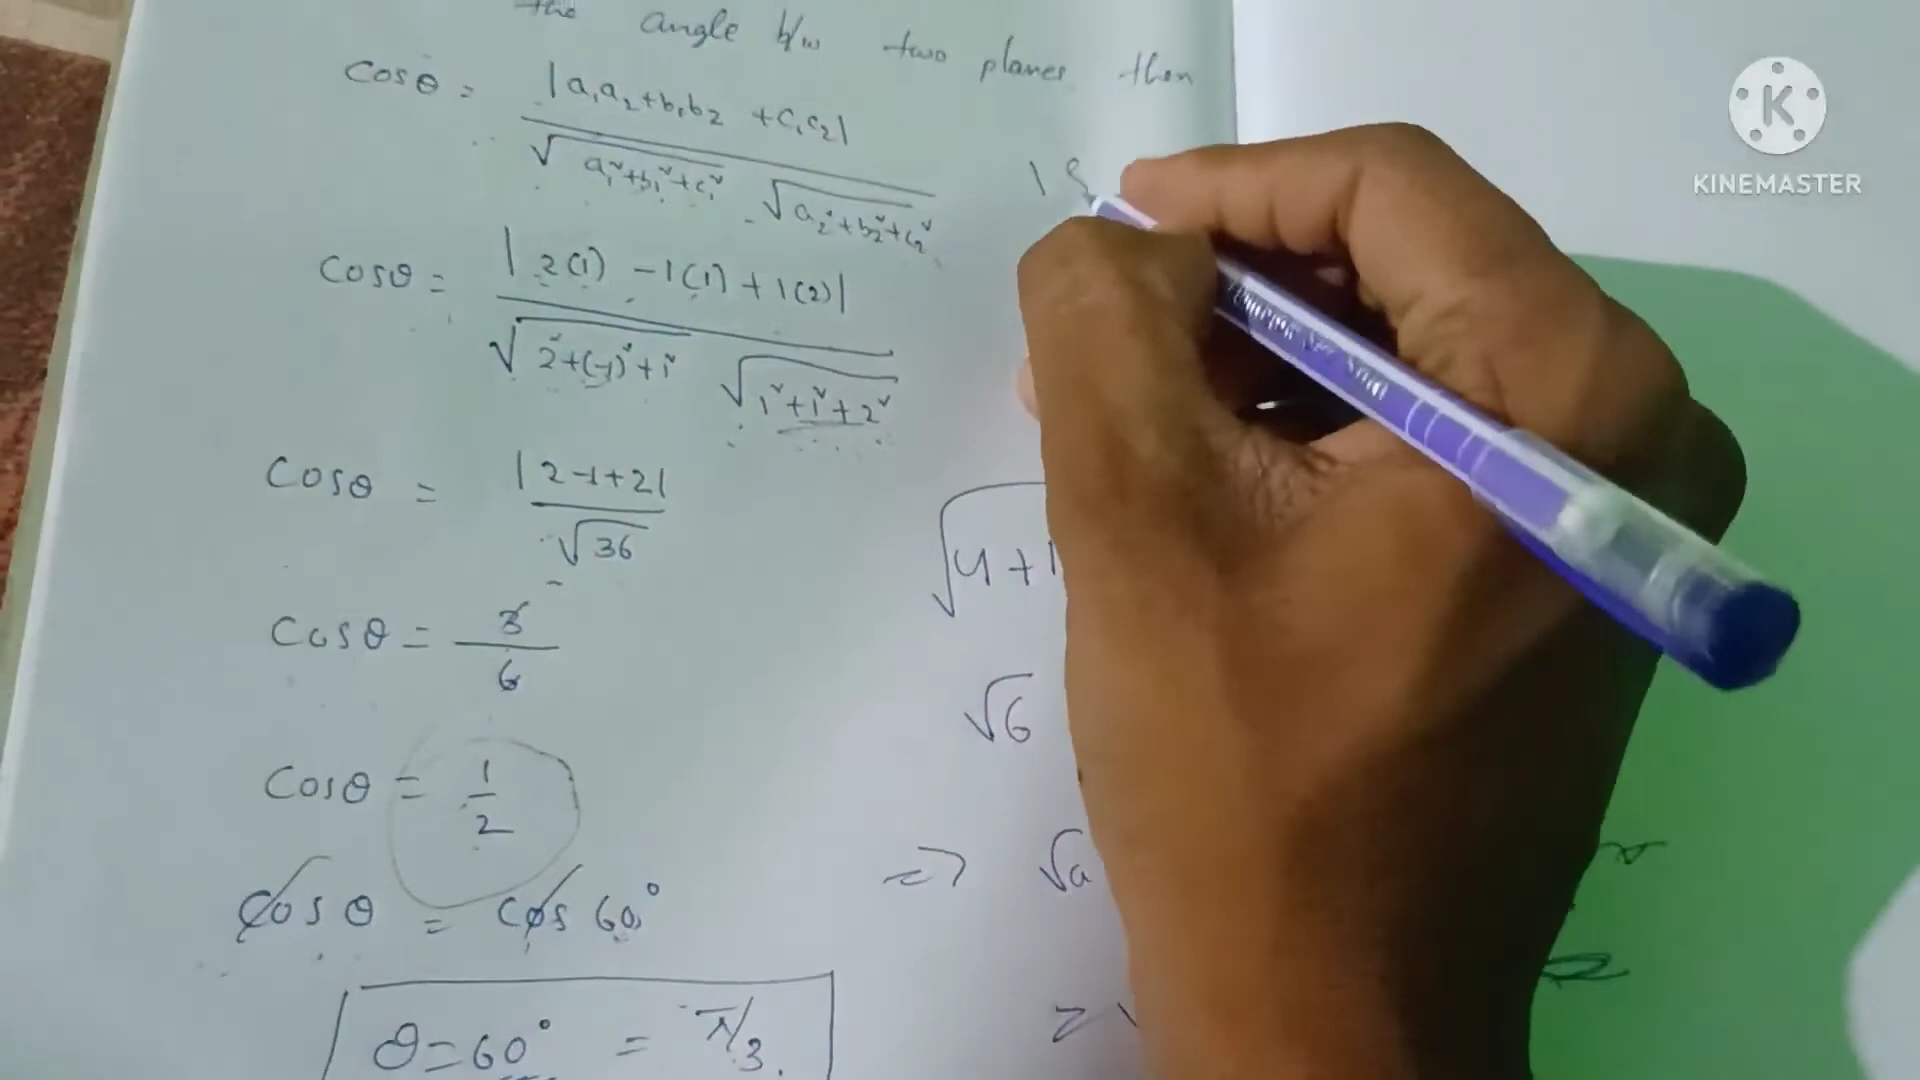 the angle b/w two planes then
cosθ = |a₁a₂+b₁b₂ +c₁c₂| / √a₁²+b₁²+c₁² √a₂²+b₂²+c₂²
cosθ = | 2(1) -1(1) + 1(2)| / √2²+(-1)²+1² √1²+1²+2²
cosθ = | 2-1+2| / √36
cosθ = 3 / 6
cosθ = 1 / 2
cosθ = cos 60°
θ=60° = π/3.
√4+1
√6
=> √a
KINEMASTER